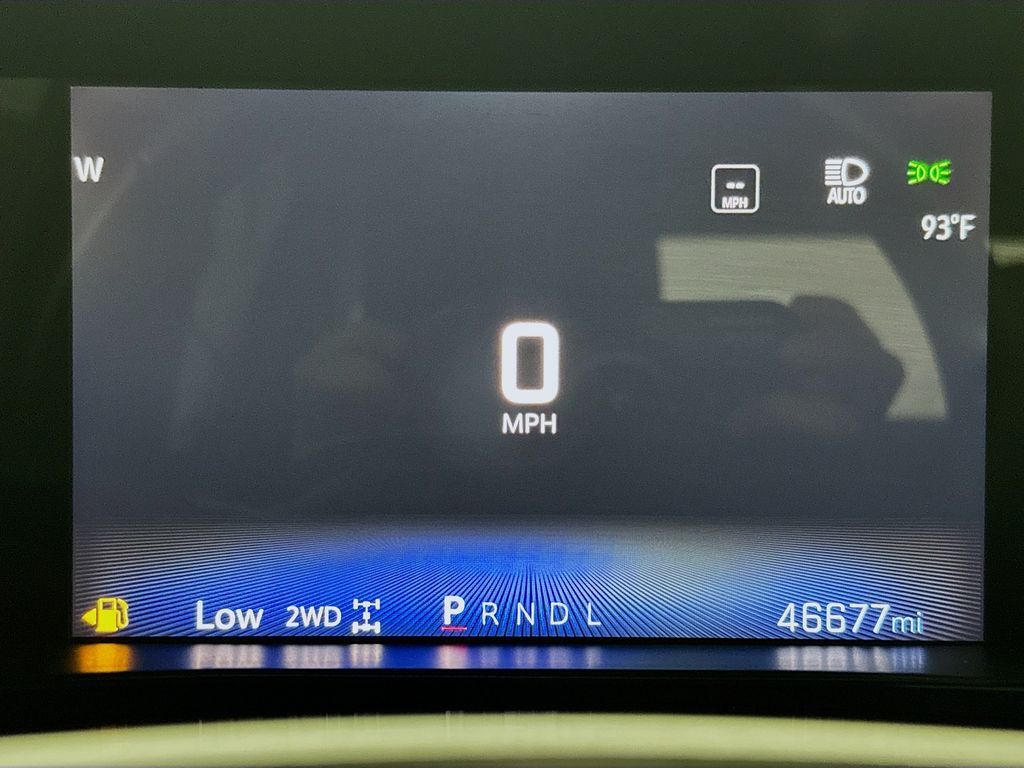 W
--
MPH
AUTO
93°F
0
MPH
Low 2WD P R N D L 46677mi